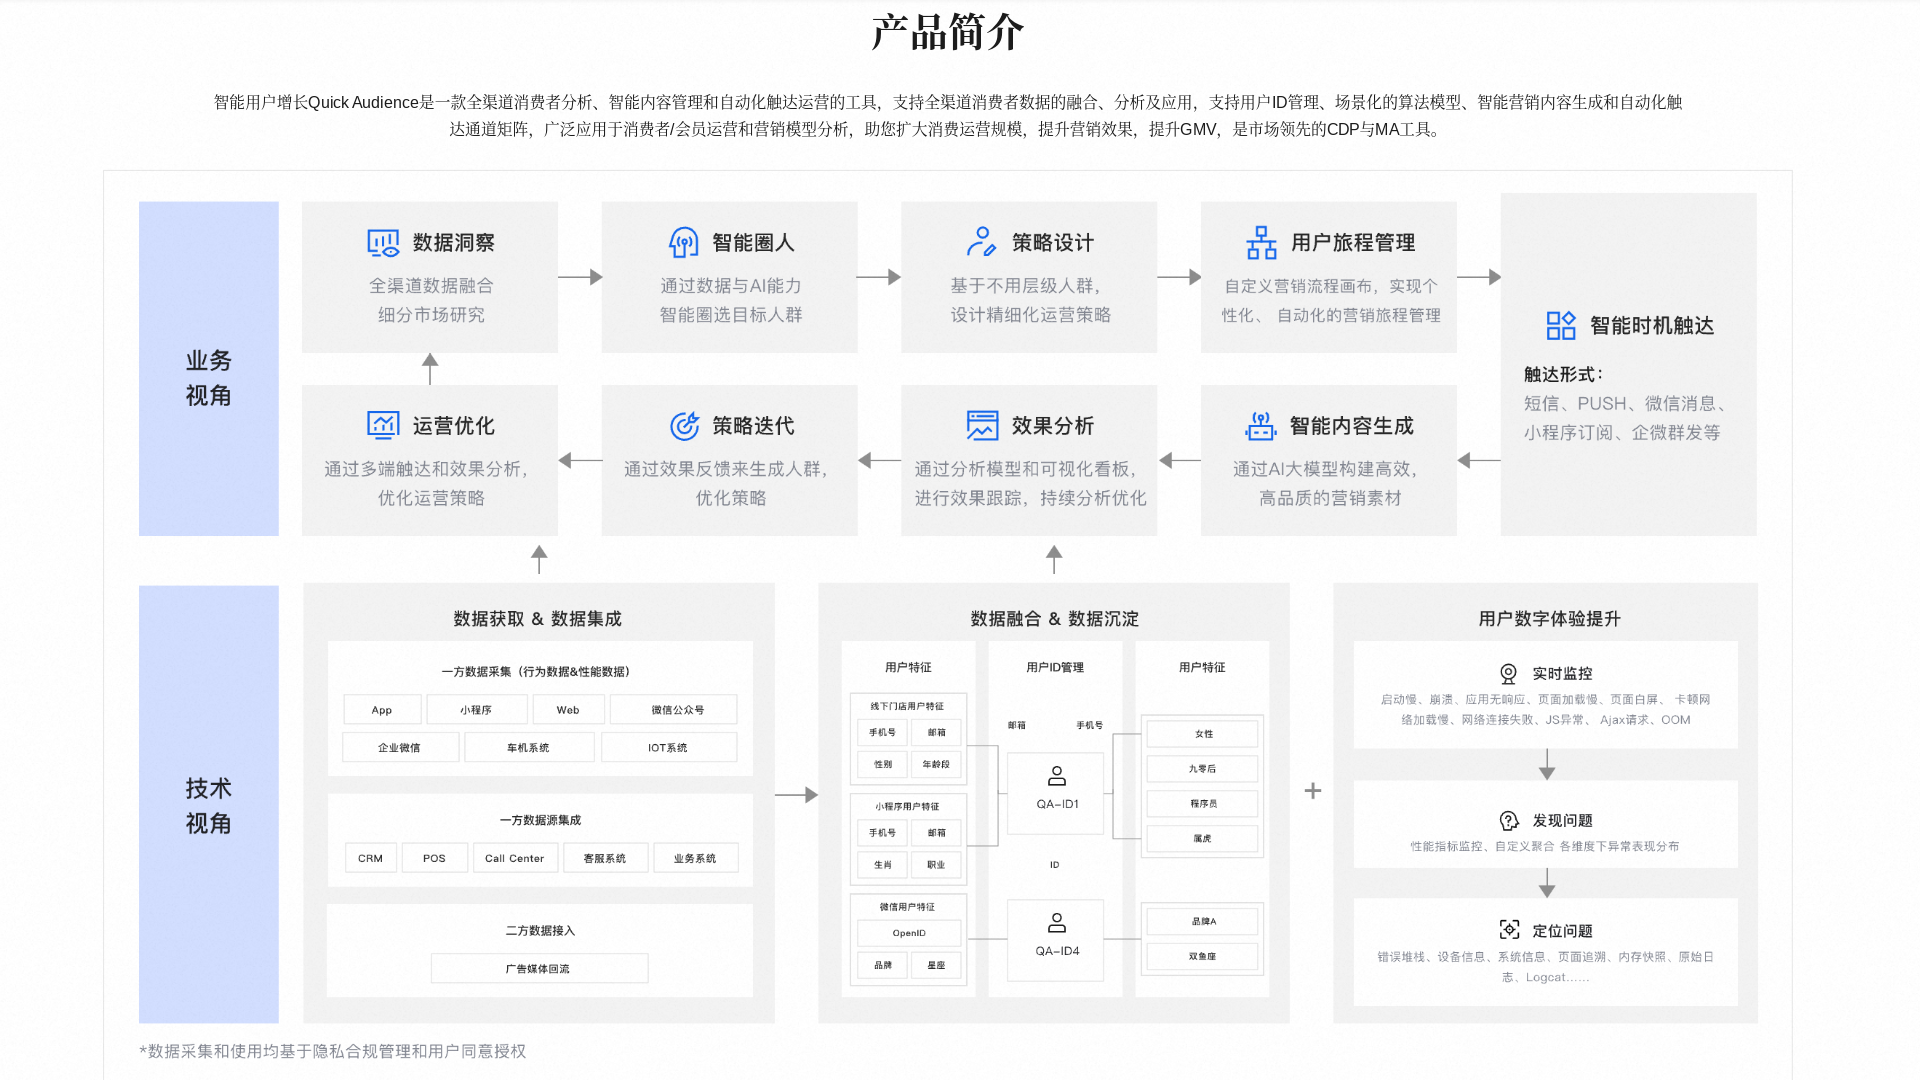 产品简介
智能用户增长Quick Audience是一款全渠道消费者分析、智能内容管理和自动化触达运营的工具，支持全渠道消费者数据的融合、分析及应用，支持用户ID管理、场景化的算法模型、智能营销内容生成和自动化触
达通道矩阵，广泛应用于消费者/会员运营和营销模型分析，助您扩大消费运营规模，提升营销效果，提升GMV，是市场领先的CDP与MA工具。
业务
视角
数据洞察
全渠道数据融合
细分市场研究
智能圈人
通过数据与AI能力
智能圈选目标人群
策略设计
基于不用层级人群，
设计精细化运营策略
用户旅程管理
自定义营销流程画布，实现个
性化、 自动化的营销旅程管理
智能时机触达
触达形式：
短信、PUSH、微信消息、
小程序订阅、企微群发等
运营优化
通过多端触达和效果分析，
优化运营策略
策略迭代
通过效果反馈来生成人群，
优化策略
效果分析
通过分析模型和可视化看板，
进行效果跟踪，持续分析优化
智能内容生成
通过AI大模型构建高效，
高品质的营销素材
技术
视角
数据获取 & 数据集成
一方数据采集（行为数据&性能数据）
App
小程序
Web
微信公众号
企业微信
车机系统
IOT系统
一方数据源集成
CRM
POS
Call Center
客服系统
业务系统
二方数据接入
广告媒体回流
数据融合 & 数据沉淀
用户特征
线下门店用户特征
手机号
邮箱
性别
年龄段
小程序用户特征
手机号
邮箱
生肖
职业
微信用户特征
OpenID
品牌
星座
用户ID管理
邮箱
手机号
QA-ID1
ID
QA-ID4
用户特征
女性
九零后
程序员
属虎
品牌A
双鱼座
+
用户数字体验提升
实时监控
启动慢、崩溃、应用无响应、页面加载慢、页面白屏、 卡顿网
络加载慢、网络连接失败、JS异常、 Ajax请求、OOM
发现问题
性能指标监控、自定义聚合 各维度下异常表现分布
定位问题
错误堆栈、设备信息、系统信息、页面追溯、内存快照、原始日
志、Logcat……
*数据采集和使用均基于隐私合规管理和用户同意授权